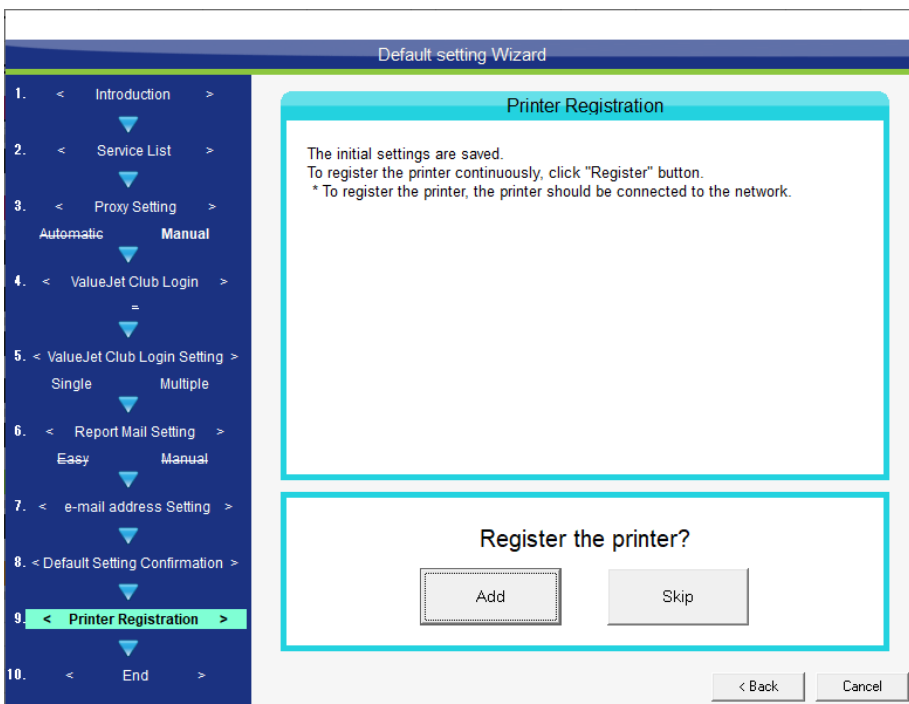 Default setting Wizard
1. < Introduction >
2. < Service List >
3. < Proxy Setting >
Automatic Manual
4. < ValueJet Club Login >
=
5. < ValueJet Club Login Setting >
Single Multiple
6. < Report Mail Setting >
Easy Manual
7. < e-mail address Setting >
8. < Default Setting Confirmation >
9. < Printer Registration >
10. < End >
Printer Registration
The initial settings are saved.
To register the printer continuously, click "Register" button.
* To register the printer, the printer should be connected to the network.
Register the printer?
Add Skip
< Back Cancel